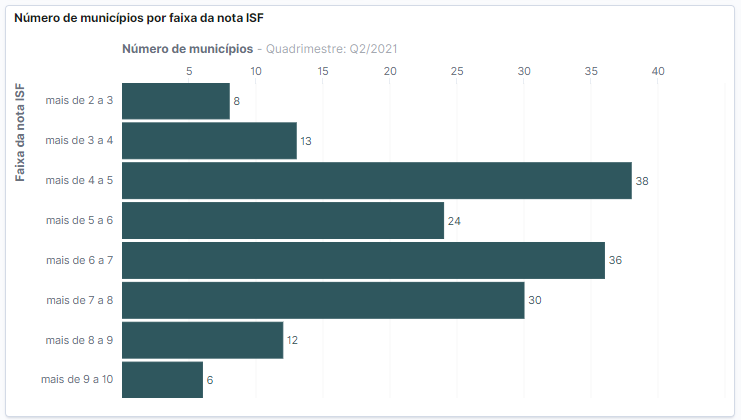 Número de municípios por faixa da nota ISF
Número de municípios - Quadrimestre: Q2/2021
5 10 15 20 25 30 35 40
Faixa da nota ISF
mais de 2 a 3 8
mais de 3 a 4 13
mais de 4 a 5 38
mais de 5 a 6 24
mais de 6 a 7 36
mais de 7 a 8 30
mais de 8 a 9 12
mais de 9 a 10 6